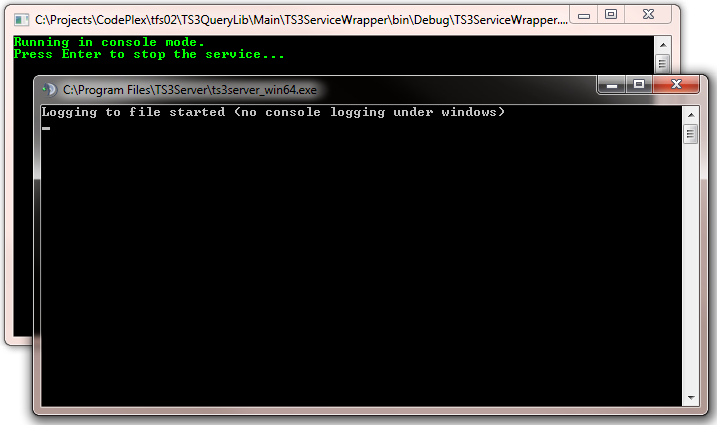 C:\Projects\CodePlex\tfs02\TS3QueryLib\Main\TS3ServiceWrapper\bin\Debug\TS3ServiceWrapper....
Running in console mode.
Press Enter to stop the service...
C:\Program Files\TS3Server\ts3server_win64.exe
Logging to file started (no console logging under windows)